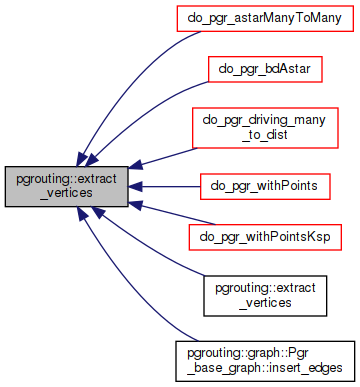 do_pgr_astarManyToMany
do_pgr_bdAstar
do_pgr_driving_many
_to_dist
pgrouting::extract
_vertices
do_pgr_withPoints
do_pgr_withPointsKsp
pgrouting::extract
_vertices
pgrouting::graph::Pgr
_base_graph::insert_edges